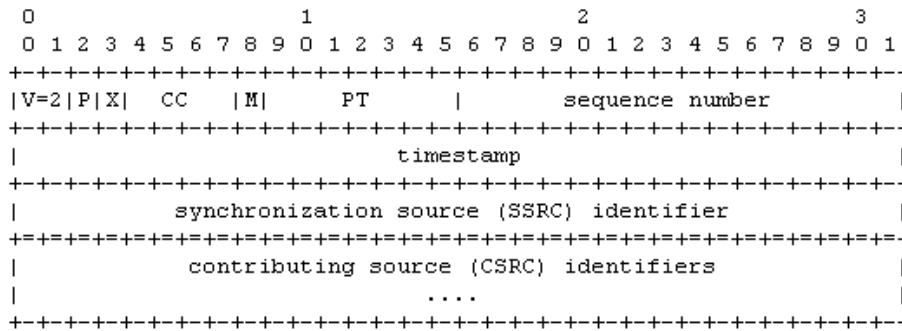 0                   1                   2                   3
0 1 2 3 4 5 6 7 8 9 0 1 2 3 4 5 6 7 8 9 0 1 2 3 4 5 6 7 8 9 0 1
+-+-+-+-+-+-+-+-+-+-+-+-+-+-+-+-+-+-+-+-+-+-+-+-+-+-+-+-+-+-+-+--
|V=2|P|X|  CC   |M|     PT      |       sequence number         |
+-+-+-+-+-+-+-+-+-+-+-+-+-+-+-+-+-+-+-+-+-+-+-+-+-+-+-+-+-+-+-+--
|                           timestamp                           |
+-+-+-+-+-+-+-+-+-+-+-+-+-+-+-+-+-+-+-+-+-+-+-+-+-+-+-+-+-+-+-+--
|           synchronization source (SSRC) identifier            |
+=+=+=+=+=+=+=+=+=+=+=+=+=+=+=+=+=+=+=+=+=+=+=+=+=+=+=+=+=+=+=+=-
|            contributing source (CSRC) identifiers             |
|                             ....                              |
+-+-+-+-+-+-+-+-+-+-+-+-+-+-+-+-+-+-+-+-+-+-+-+-+-+-+-+-+-+-+-+--